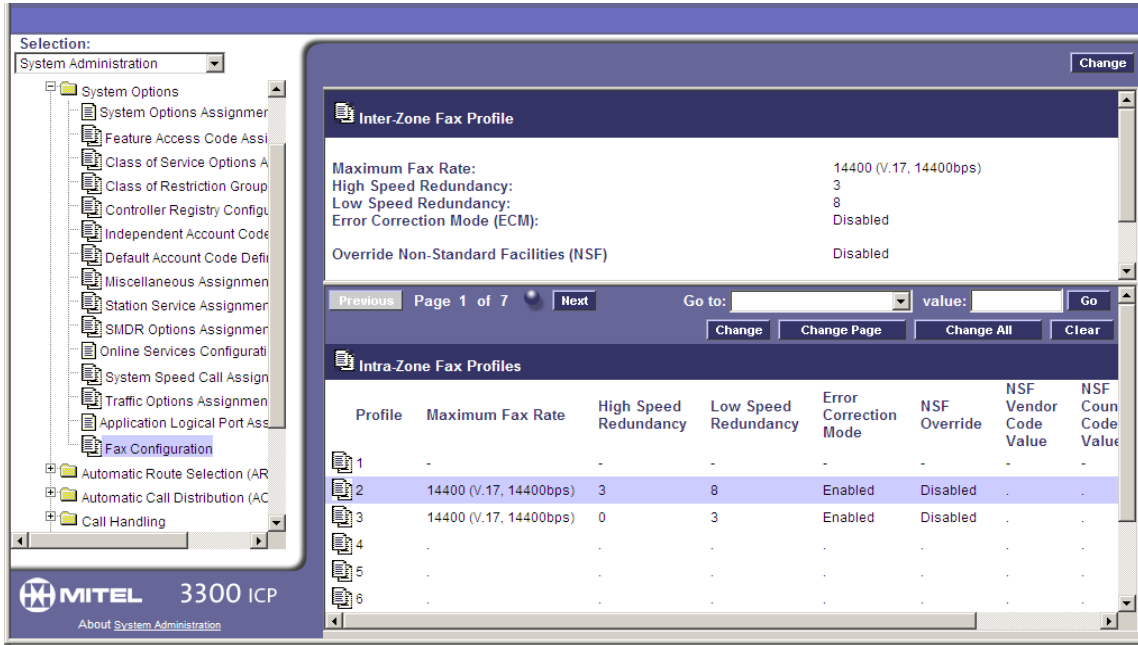 Selection:
System Administration
Change
System Options
System Options Assignmer
Feature Access Code Assi
Class of Service Options A
Class of Restriction Group
Controller Registry Configu
Independent Account Code
Default Account Code Defi
Miscellaneous Assignmen
Station Service Assignmer
SMDR Options Assignmer
Online Services Configurati
System Speed Call Assign
Traffic Options Assignmen
Application Logical Port Ass
Fax Configuration
Automatic Route Selection (AR
Automatic Call Distribution (AC
Call Handling
MITEL 3300 ICP
About System Administration
Inter-Zone Fax Profile
Maximum Fax Rate: 14400 (V.17, 14400bps)
High Speed Redundancy: 3
Low Speed Redundancy: 8
Error Correction Mode (ECM): Disabled
Override Non-Standard Facilities (NSF) Disabled
Previous Page 1 of 7 Next Go to: value: Go
Change Change Page Change All Clear
Intra-Zone Fax Profiles
Profile Maximum Fax Rate High Speed Redundancy Low Speed Redundancy Error Correction Mode NSF Override NSF Vendor Code Value NSF Coun Code Value
1 - - - - - - -
2 14400 (V.17, 14400bps) 3 8 Enabled Disabled . .
3 14400 (V.17, 14400bps) 0 3 Enabled Disabled . .
4 . . . . . . .
5 . . . . . . .
6 . . . . . . .